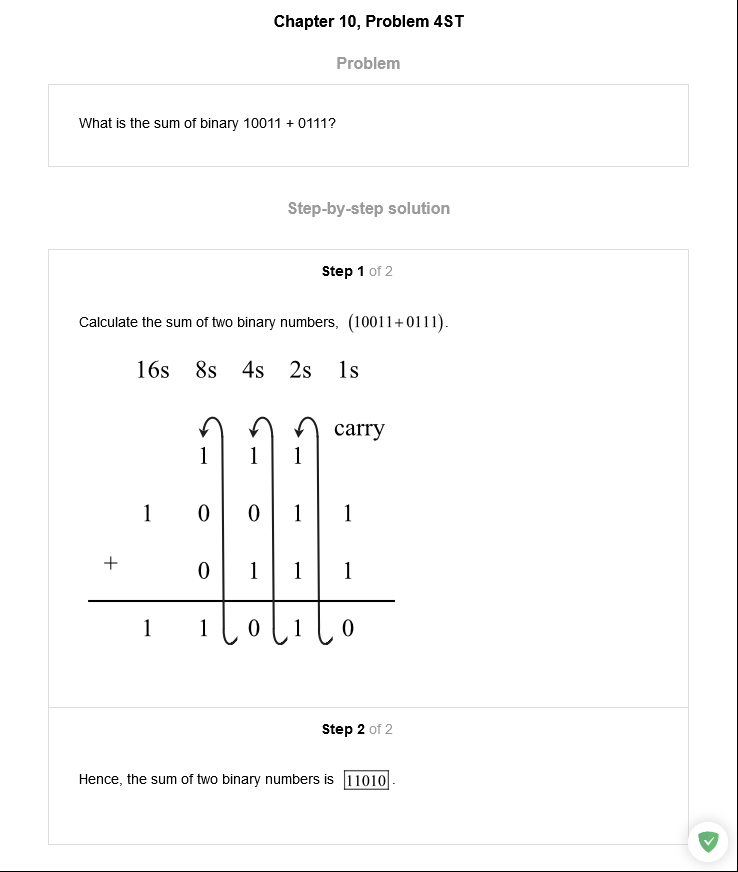 Chapter 10, Problem 4ST
Problem
What is the sum of binary 10011 + 0111?
Step-by-step solution
Step 1 of 2
Calculate the sum of two binary numbers, (10011+0111).
16s 8s 4s 2s 1s
carry
1 1 1
1 0 0 1 1
+ 0 1 1 1
1 1 0 1 0
Step 2 of 2
Hence, the sum of two binary numbers is 11010.